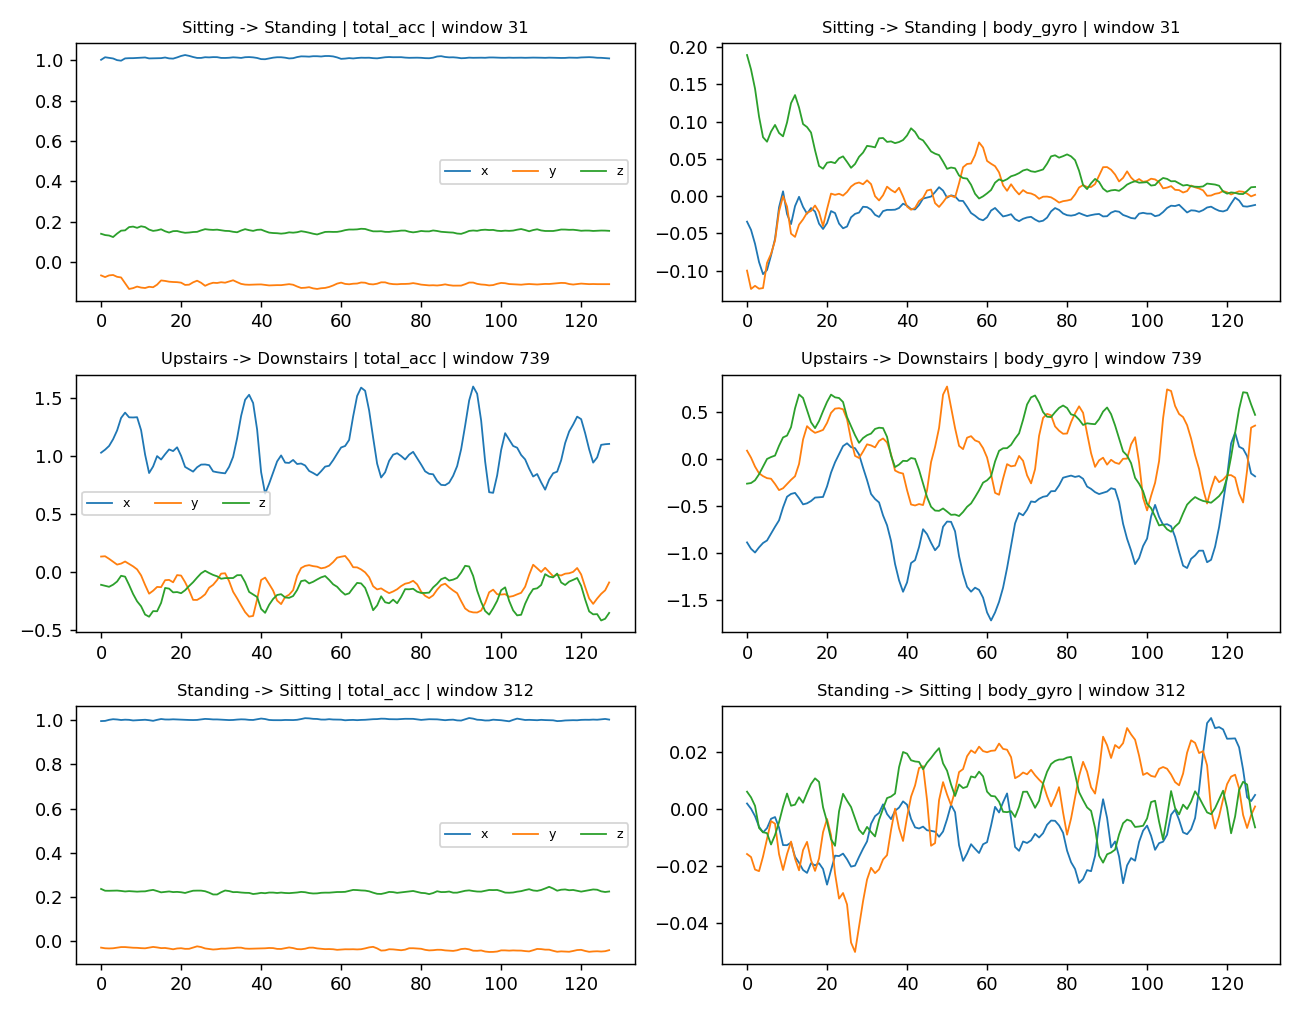 Sitting -> Standing | total_acc | window 31
1.0
0.8
0.6
0.4
0.2
0.0
x y z
0 20 40 60 80 100 120
Sitting -> Standing | body_gyro | window 31
0.20
0.15
0.10
0.05
0.00
−0.05
−0.10
0 20 40 60 80 100 120
Upstairs -> Downstairs | total_acc | window 739
1.5
1.0
0.5
0.0
−0.5
x y z
0 20 40 60 80 100 120
Upstairs -> Downstairs | body_gyro | window 739
0.5
0.0
−0.5
−1.0
−1.5
0 20 40 60 80 100 120
Standing -> Sitting | total_acc | window 312
1.0
0.8
0.6
0.4
0.2
0.0
x y z
0 20 40 60 80 100 120
Standing -> Sitting | body_gyro | window 312
0.02
0.00
−0.02
−0.04
0 20 40 60 80 100 120